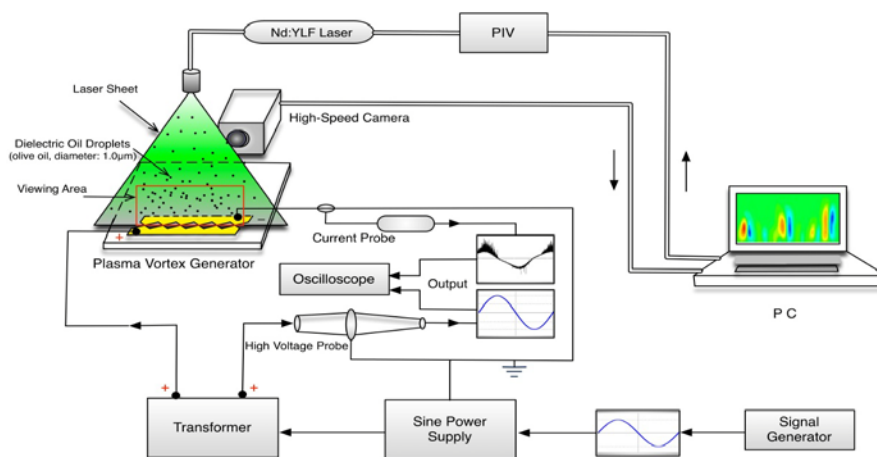 Nd:YLF Laser
PIV
Laser Sheet
High-Speed Camera
Dielectric Oil Droplets
(olive oil, diameter: 1.0μm)
Viewing Area
+
−
Current Probe
Plasma Vortex Generator
Oscilloscope
Output
P C
High Voltage Probe
+
+
Transformer
Sine Power
Supply
Signal
Generator